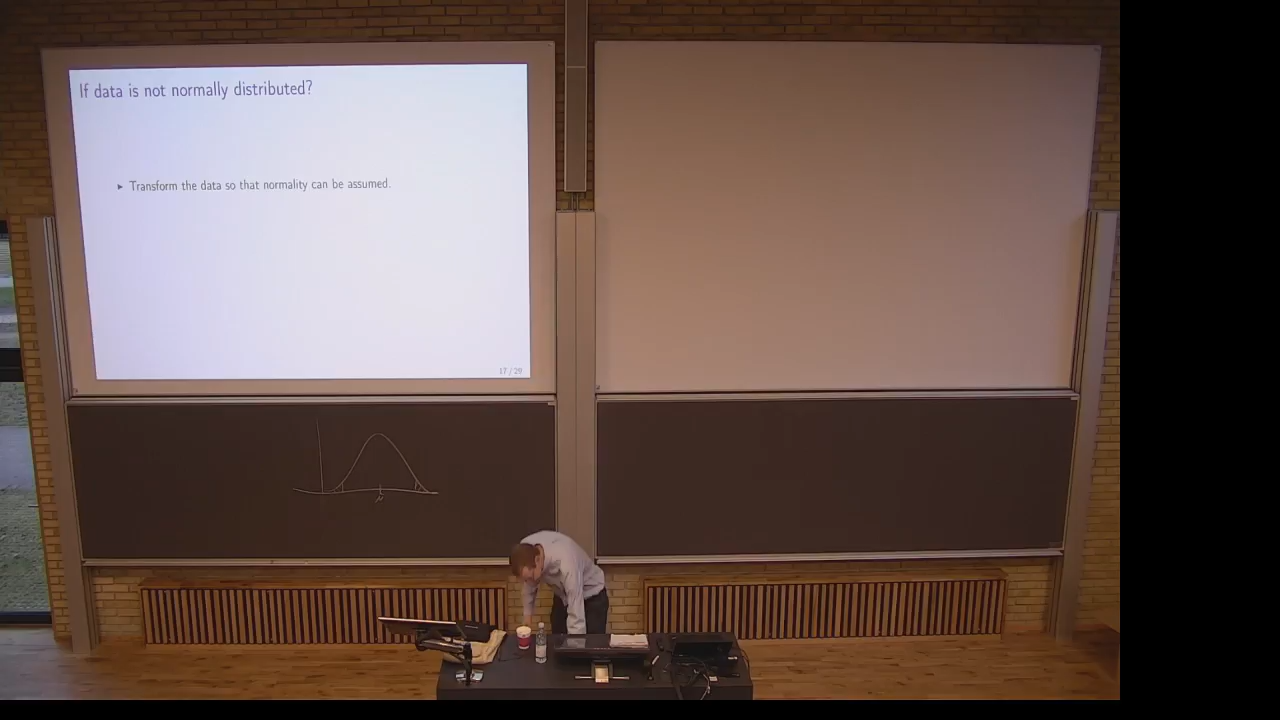 If data is not normally distributed?
► Transform the data so that normality can be assumed.
17 / 29
μ